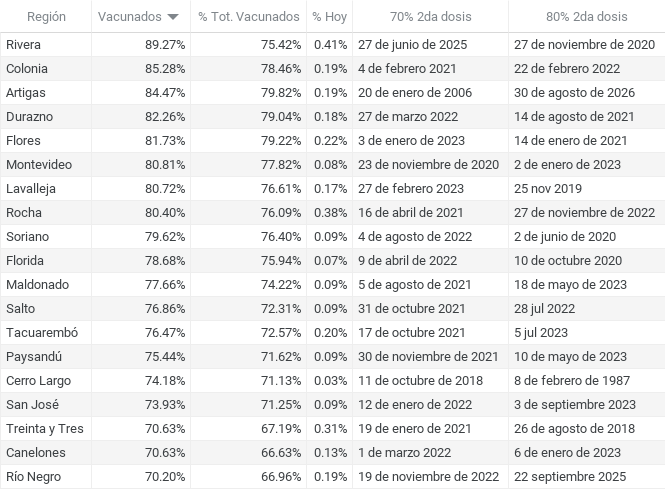 Región Vacunados % Tot. Vacunados % Hoy 70% 2da dosis 80% 2da dosis
Rivera 89.27% 75.42% 0.41% 27 de junio de 2025 27 de noviembre de 2020
Colonia 85.28% 78.46% 0.19% 4 de febrero 2021 22 de febrero 2022
Artigas 84.47% 79.82% 0.19% 20 de enero de 2006 30 de agosto de 2026
Durazno 82.26% 79.04% 0.18% 27 de marzo 2022 14 de agosto de 2021
Flores 81.73% 79.22% 0.22% 3 de enero de 2023 14 de enero de 2021
Montevideo 80.81% 77.82% 0.08% 23 de noviembre de 2020 2 de enero de 2023
Lavalleja 80.72% 76.61% 0.17% 27 de febrero 2023 25 nov 2019
Rocha 80.40% 76.09% 0.38% 16 de abril de 2021 27 de noviembre de 2022
Soriano 79.62% 76.40% 0.09% 4 de agosto de 2022 2 de junio de 2020
Florida 78.68% 75.94% 0.07% 9 de abril de 2022 10 de octubre 2020
Maldonado 77.66% 74.22% 0.09% 5 de agosto de 2021 18 de mayo de 2023
Salto 76.86% 72.31% 0.09% 31 de octubre 2021 28 jul 2022
Tacuarembó 76.47% 72.57% 0.20% 17 de octubre 2021 5 jul 2023
Paysandú 75.44% 71.62% 0.09% 30 de noviembre de 2021 10 de mayo de 2023
Cerro Largo 74.18% 71.13% 0.03% 11 de octubre de 2018 8 de febrero de 1987
San José 73.93% 71.25% 0.09% 12 de enero de 2022 3 de septiembre 2023
Treinta y Tres 70.63% 67.19% 0.31% 19 de enero de 2021 26 de agosto de 2018
Canelones 70.63% 66.63% 0.13% 1 de marzo 2022 6 de enero de 2023
Río Negro 70.20% 66.96% 0.19% 19 de noviembre de 2022 22 septiembre 2025